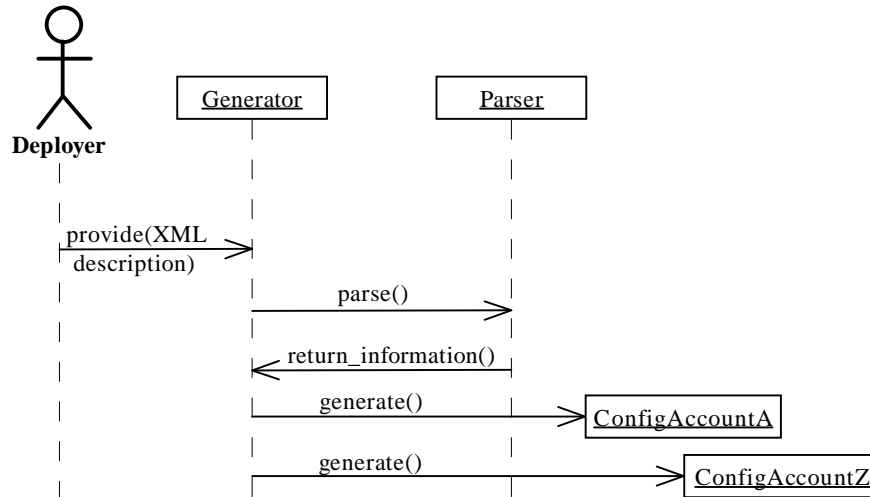 Generator
Parser
Deployer
provide(XML
description)
parse()
return_information()
generate()
ConfigAccountA
generate()
ConfigAccountZ